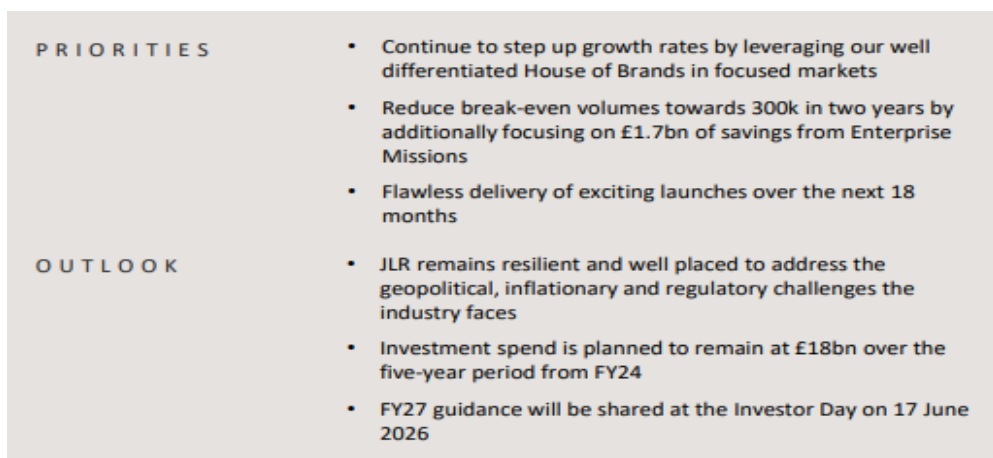 PRIORITIES
• Continue to step up growth rates by leveraging our well
differentiated House of Brands in focused markets
• Reduce break-even volumes towards 300k in two years by
additionally focusing on £1.7bn of savings from Enterprise
Missions
• Flawless delivery of exciting launches over the next 18
months
OUTLOOK
• JLR remains resilient and well placed to address the
geopolitical, inflationary and regulatory challenges the
industry faces
• Investment spend is planned to remain at £18bn over the
five-year period from FY24
• FY27 guidance will be shared at the Investor Day on 17 June
2026